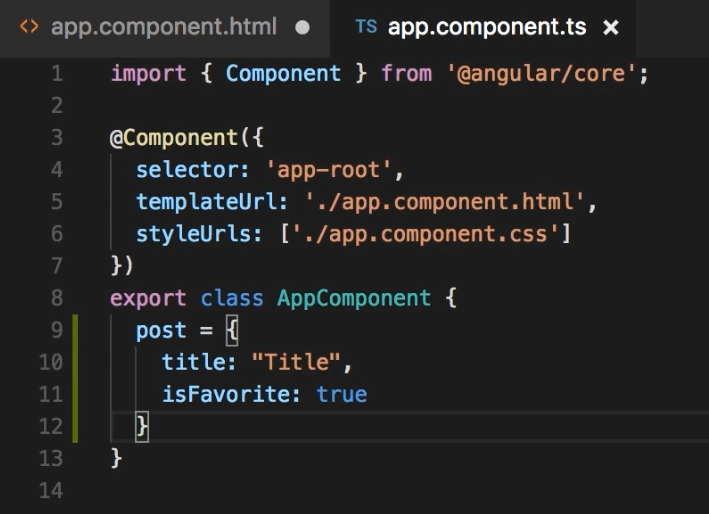 <> app.component.html ● TS app.component.ts ×
1 import { Component } from '@angular/core';
2
3 @Component({
4   selector: 'app-root',
5   templateUrl: './app.component.html',
6   styleUrls: ['./app.component.css']
7 })
8 export class AppComponent {
9   post = {
10     title: "Title",
11     isFavorite: true
12   }
13 }
14